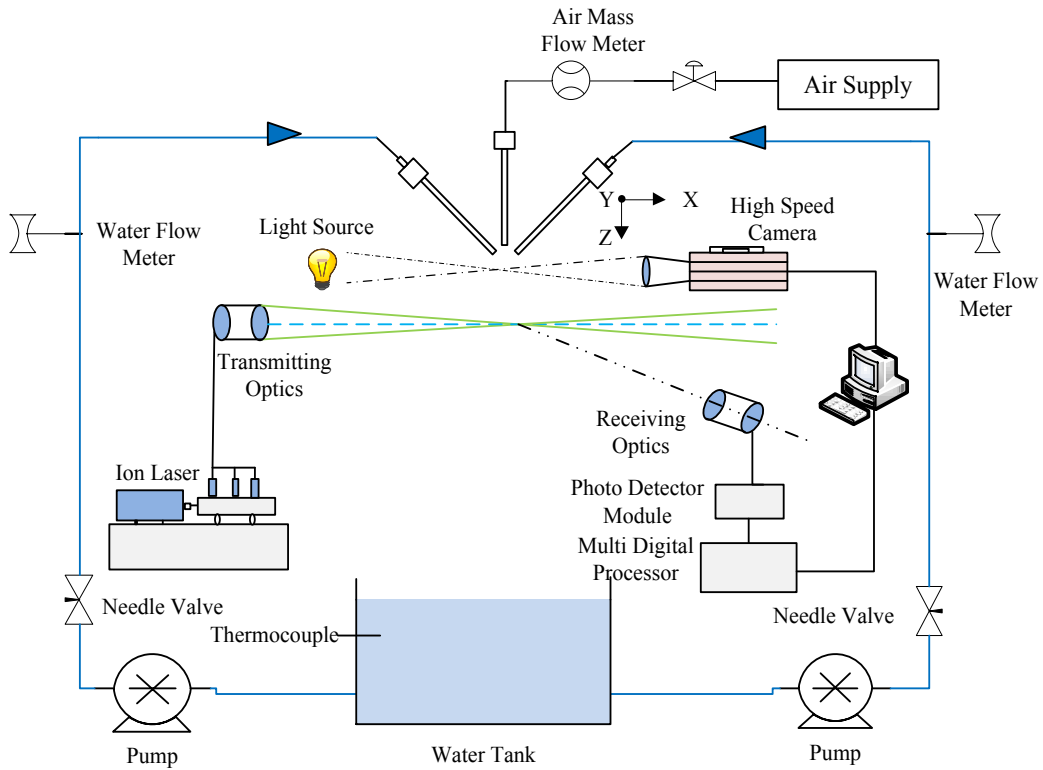 Air Mass
Flow Meter
Air Supply
Y
X
Z
High Speed
Camera
Light Source
Water Flow
Meter
Water Flow
Meter
Transmitting
Optics
Receiving
Optics
Ion Laser
Photo Detector
Module
Multi Digital
Processor
Needle Valve
Needle Valve
Thermocouple
Pump
Water Tank
Pump